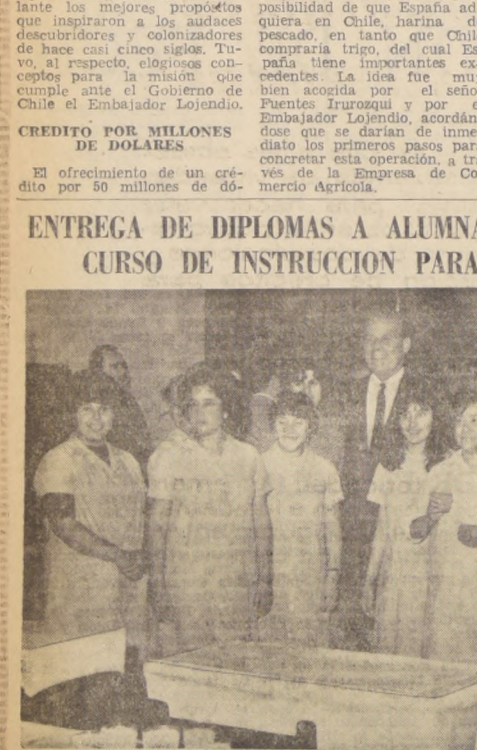 lante los mejores propósitos
que inspiraron a los audaces
descubridores y colonizadores
de hace casi cinco siglos. Tu-
vo, al respecto, elogiosos con-
ceptos para la misión que
cumple ante el Gobierno de
Chile el Embajador Lojendio.
CREDITO POR MILLONES
DE DOLARES
El ofrecimiento de un cré-
dito por 50 millones de dó-
posibilidad de que España ad
quiera en Chile, harina d
pescado, en tanto que Chil
compraría trigo, del cual Es
paña tiene importantes ex
cedentes. La idea fue mu
bien acogida por el seño
Fuentes Irurozqui y por e
Embajador Lojendio, acordán
dose que se darían de inme
diato los primeros pasos par
concretar esta operación, a tr
vés de la Empresa de Co
mercio Agrícola.
ENTREGA DE DIPLOMAS A ALUMNA
CURSO DE INSTRUCCION PARA